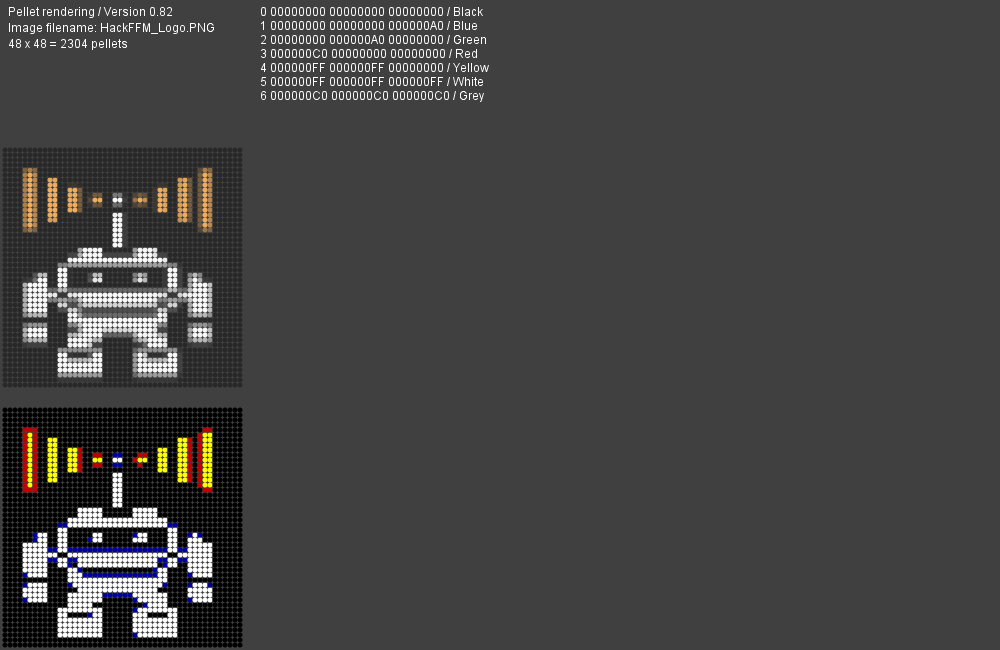 Pellet rendering / Version 0.82
Image filename: HackFFM_Logo.PNG
48 x 48 = 2304 pellets
0 00000000 00000000 00000000 / Black
1 00000000 00000000 000000A0 / Blue
2 00000000 000000A0 00000000 / Green
3 000000C0 00000000 00000000 / Red
4 000000FF 000000FF 00000000 / Yellow
5 000000FF 000000FF 000000FF / White
6 000000C0 000000C0 000000C0 / Grey